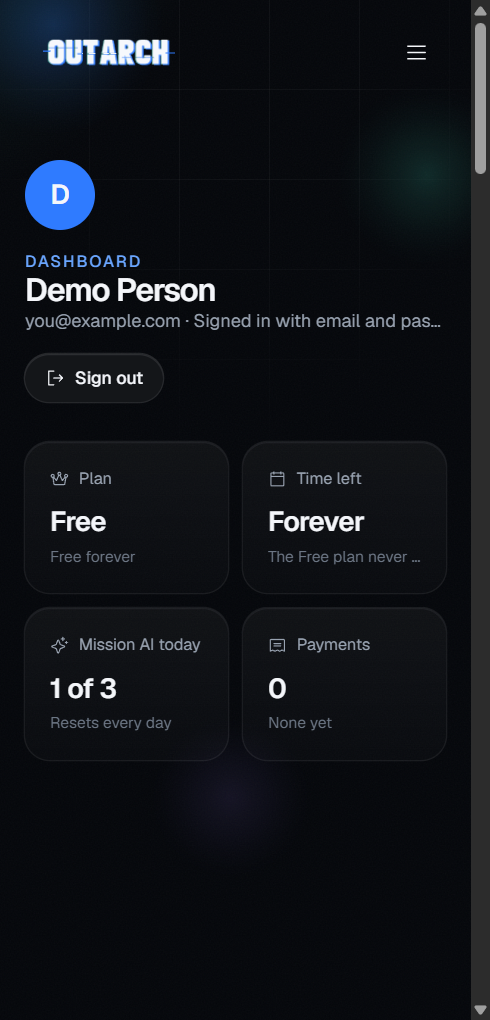 OUTARCH
D
DASHBOARD
Demo Person
you@example.com · Signed in with email and pas…
Sign out
Plan
Free
Free forever
Time left
Forever
The Free plan never …
Mission AI today
1 of 3
Resets every day
Payments
0
None yet